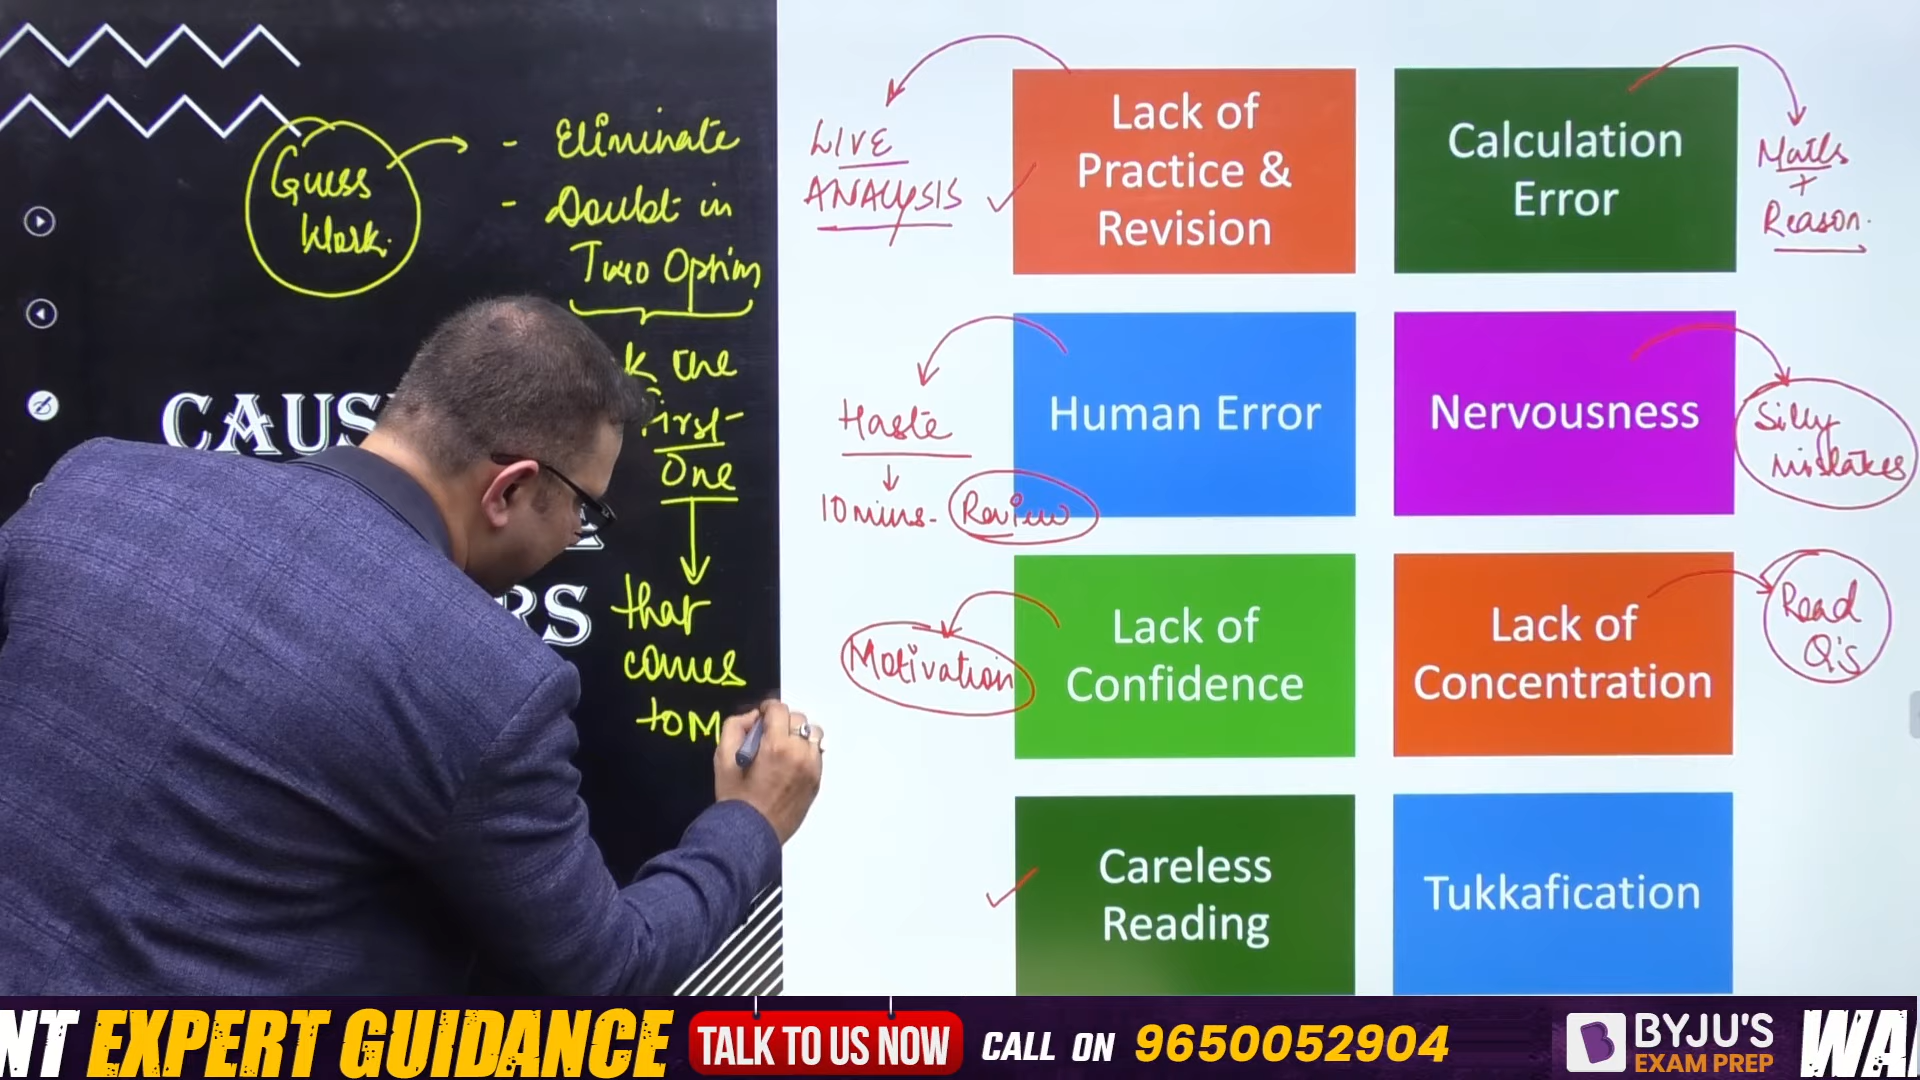 Guess
Work.
- Eliminate
- Doubt in
Two Option
the
First
One
that
comes
to M
CAUS
RS
LIVE
ANALYSIS
Lack of
Practice &
Revision
Calculation
Error
Maths
+
Reason.
Haste
10 mins. Review
Human Error
Nervousness
Silly
Mistakes
Motivation
Lack of
Confidence
Lack of
Concentration
Read
Q's
Careless
Reading
Tukkafication
NT EXPERT GUIDANCE TALK TO US NOW CALL ON 9650052904
BYJU'S
EXAM PREP
WA